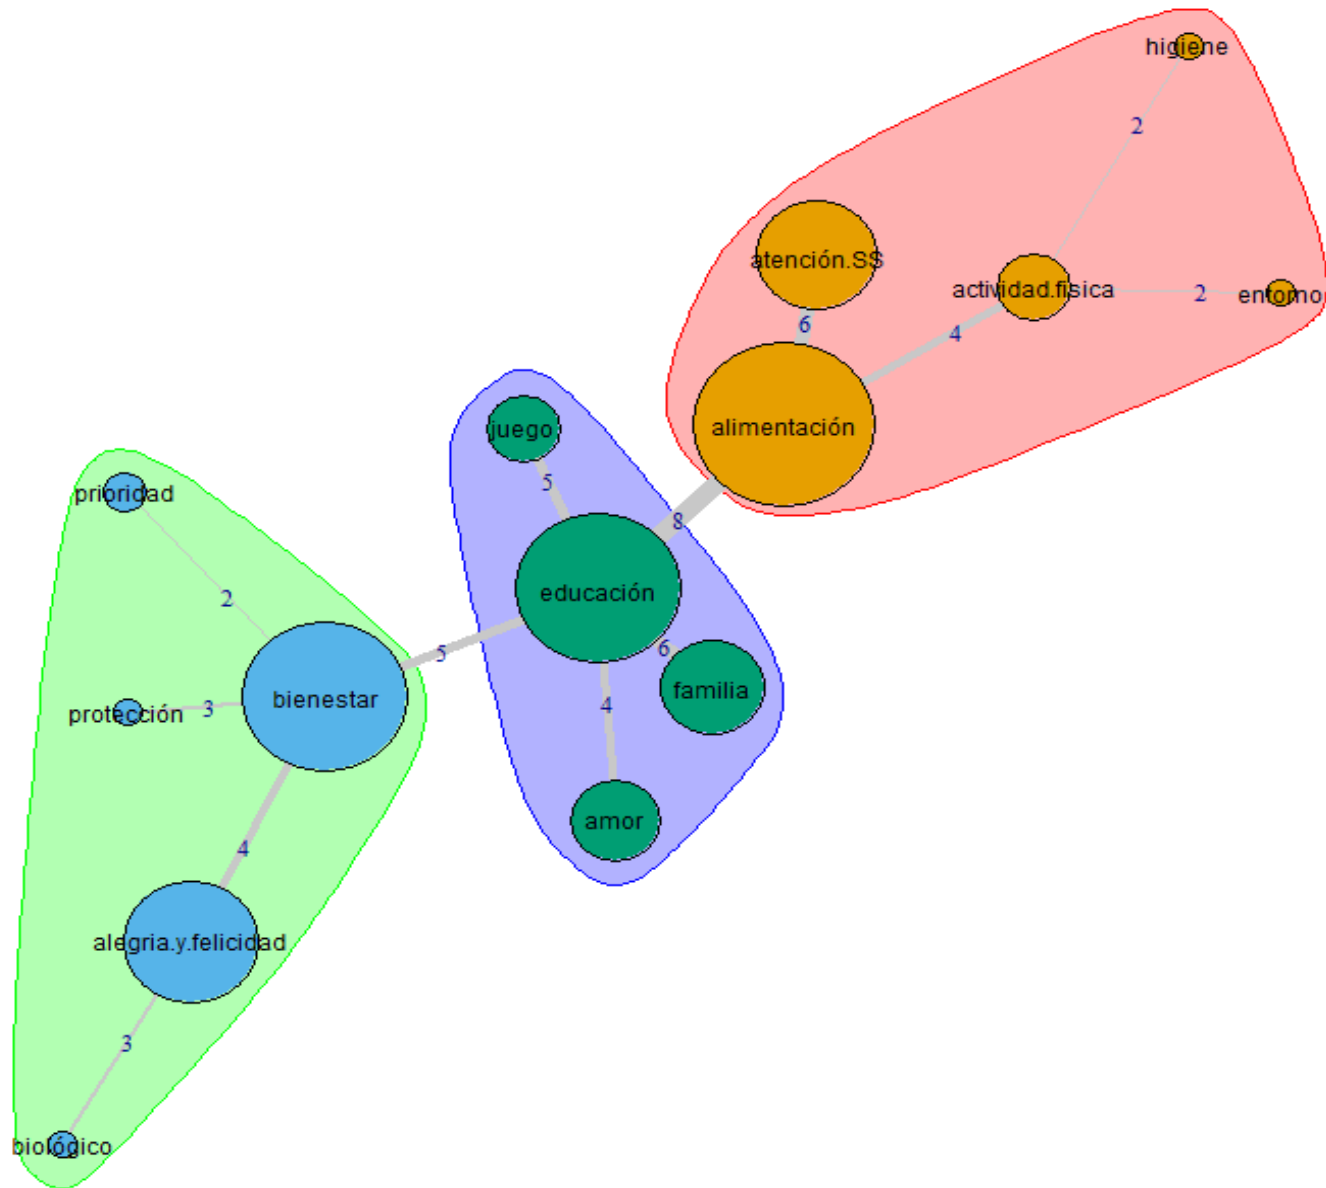 higiene
2
atención.SS
actividad.fisica
2
entorno
6
4
alimentación
juego
5
prioridad
8
educación
2
5
6
familia
bienestar
protección
3
4
amor
4
alegria.y.felicidad
3
biológico